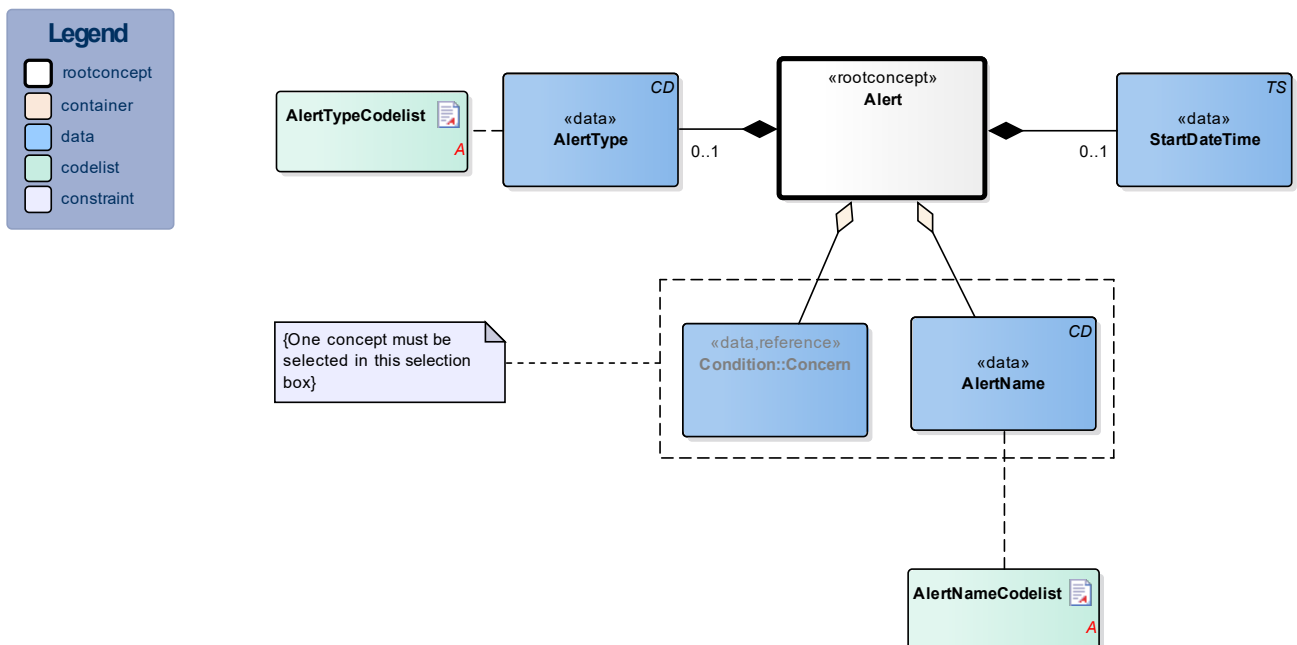 Legend
rootconcept
container
data
codelist
constraint
AlertTypeCodelist
A
CD
«data»
AlertType
0..1
«rootconcept»
Alert
0..1
TS
«data»
StartDateTime
{One concept must be
selected in this selection
box}
«data,reference»
Condition::Concern
CD
«data»
AlertName
AlertNameCodelist
A